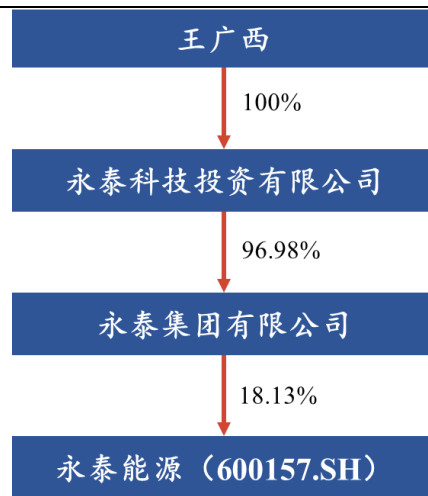 王广西
100%
永泰科技投资有限公司
96.98%
永泰集团有限公司
18.13%
永泰能源（600157.SH）